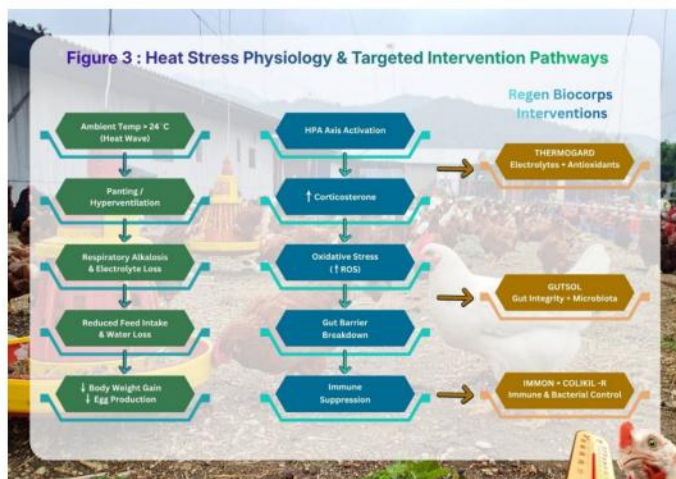 Figure 3 : Heat Stress Physiology & Targeted Intervention Pathways
Regen Biocorps
Interventions
Ambient Temp > 24°C
(Heat Wave)
Panting /
Hyperventilation
Respiratory Alkalosis
& Electrolyte Loss
Reduced Feed Intake
& Water Loss
↓ Body Weight Gain
↓ Egg Production
HPA Axis Activation
↑ Corticosterone
Oxidative Stress
(↑ ROS)
Gut Barrier
Breakdown
Immune
Suppression
THERMOGARD
Electrolytes + Antioxidants
GUTSOL
Gut Integrity + Microbiota
IMMON + COLIKIL -R
Immune & Bacterial Control